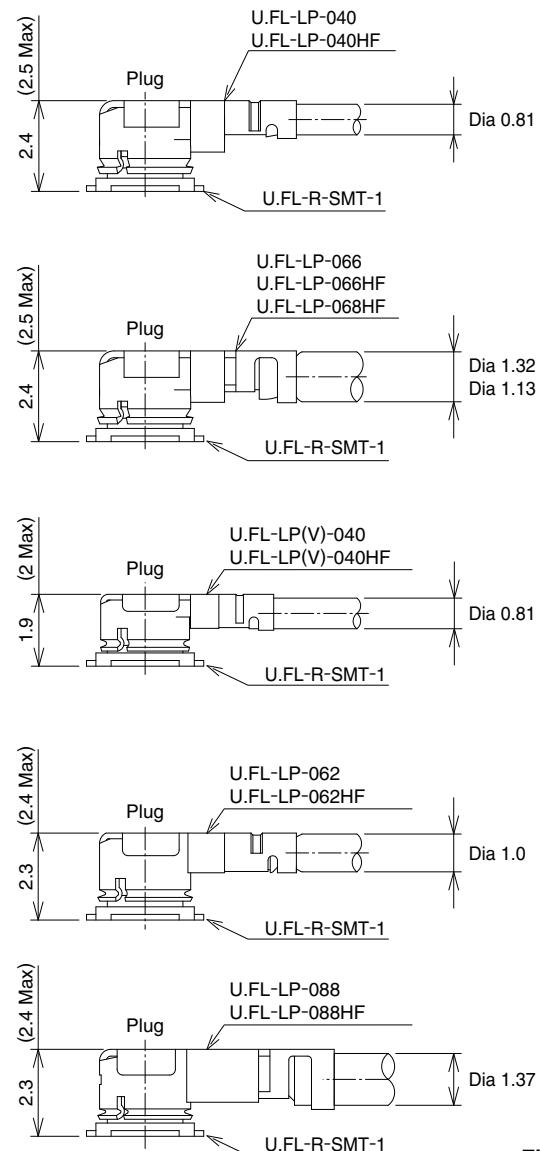 U.FL-LP-040
U.FL-LP-040HF
(2.5 Max)
Plug
2.4
Dia 0.81
U.FL-R-SMT-1
U.FL-LP-066
U.FL-LP-066HF
U.FL-LP-068HF
(2.5 Max)
Plug
2.4
Dia 1.32
Dia 1.13
U.FL-R-SMT-1
U.FL-LP(V)-040
U.FL-LP(V)-040HF
(2 Max)
Plug
1.9
Dia 0.81
U.FL-R-SMT-1
U.FL-LP-062
U.FL-LP-062HF
(2.4 Max)
Plug
2.3
Dia 1.0
U.FL-R-SMT-1
U.FL-LP-088
U.FL-LP-088HF
(2.4 Max)
Plug
2.3
Dia 1.37
U.FL-R-SMT-1